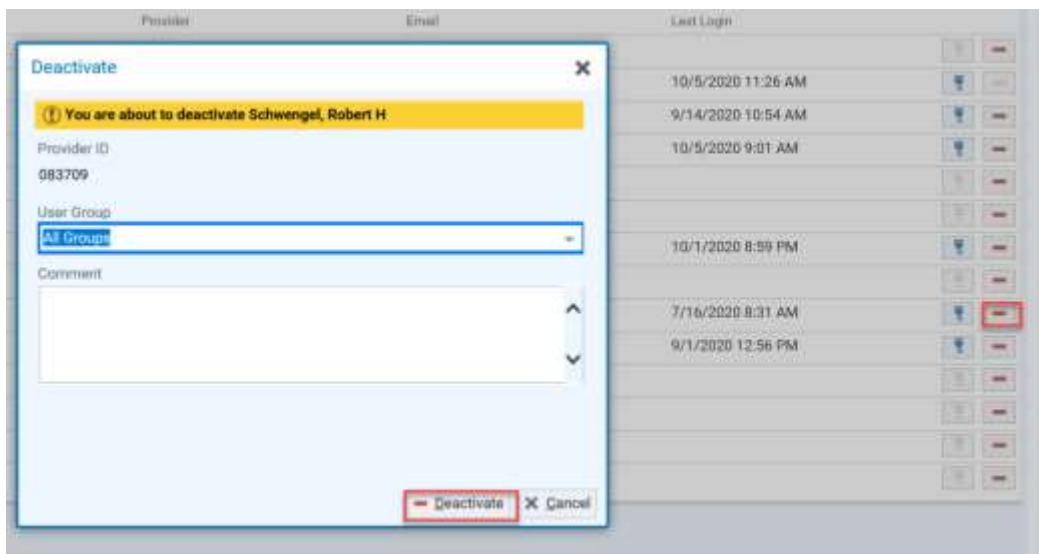 Provider Email Last Login
Deactivate
10/5/2020 11:26 AM
You are about to deactivate Schwengel, Robert H
9/14/2020 10:54 AM
Provider ID
10/5/2020 9:01 AM
083709
User Group
All Groups
10/1/2020 8:59 PM
Comment
7/16/2020 8:31 AM
9/1/2020 12:56 PM
Deactivate Cancel